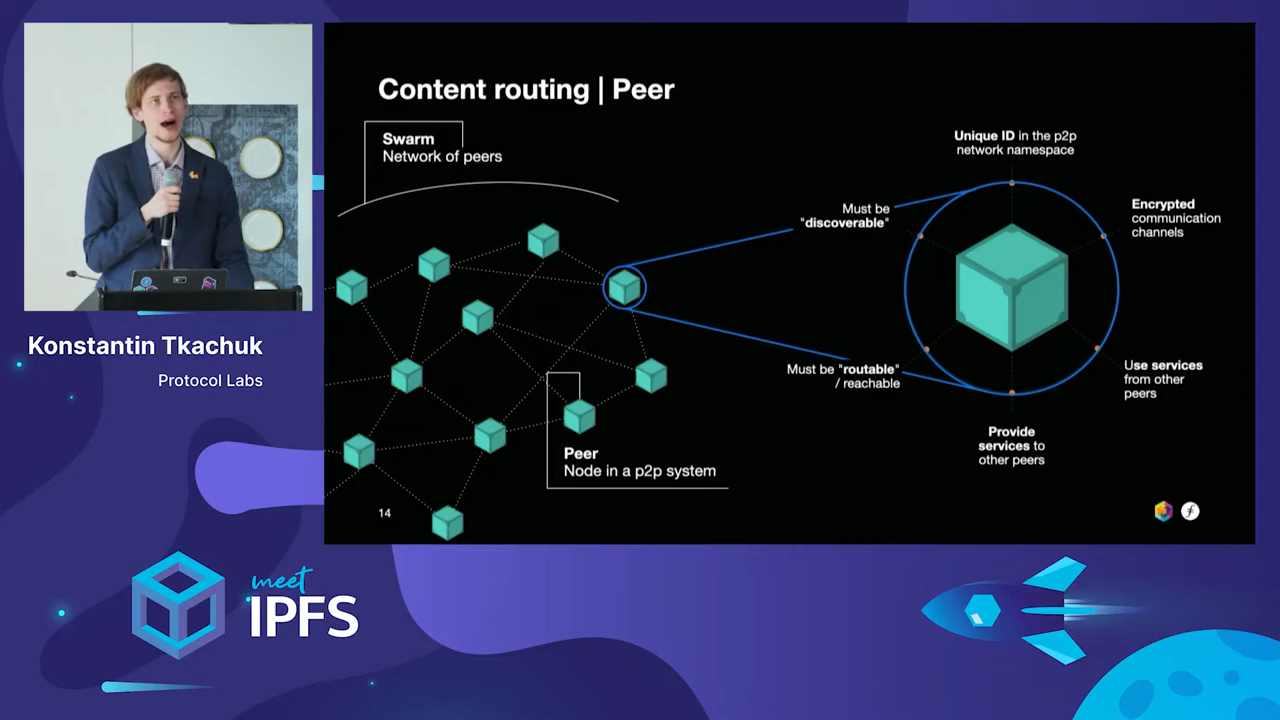 Content routing | Peer
Swarm
Network of peers
Unique ID in the p2p
network namespace
Must be
"discoverable"
Encrypted
communication
channels
Must be "routable"
/ reachable
Use services
from other
peers
Provide
services to
other peers
Peer
Node in a p2p system
14
Konstantin Tkachuk
Protocol Labs
meet
IPFS